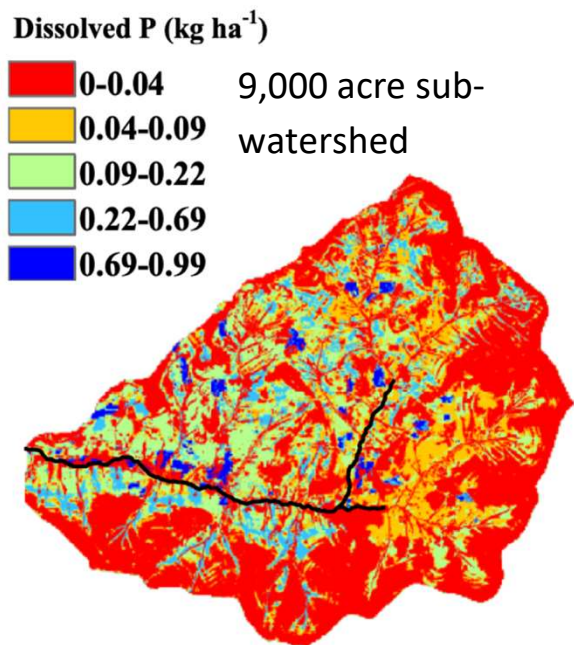 Dissolved P (kg ha⁻¹)
0-0.04
0.04-0.09
0.09-0.22
0.22-0.69
0.69-0.99
9,000 acre sub-
watershed